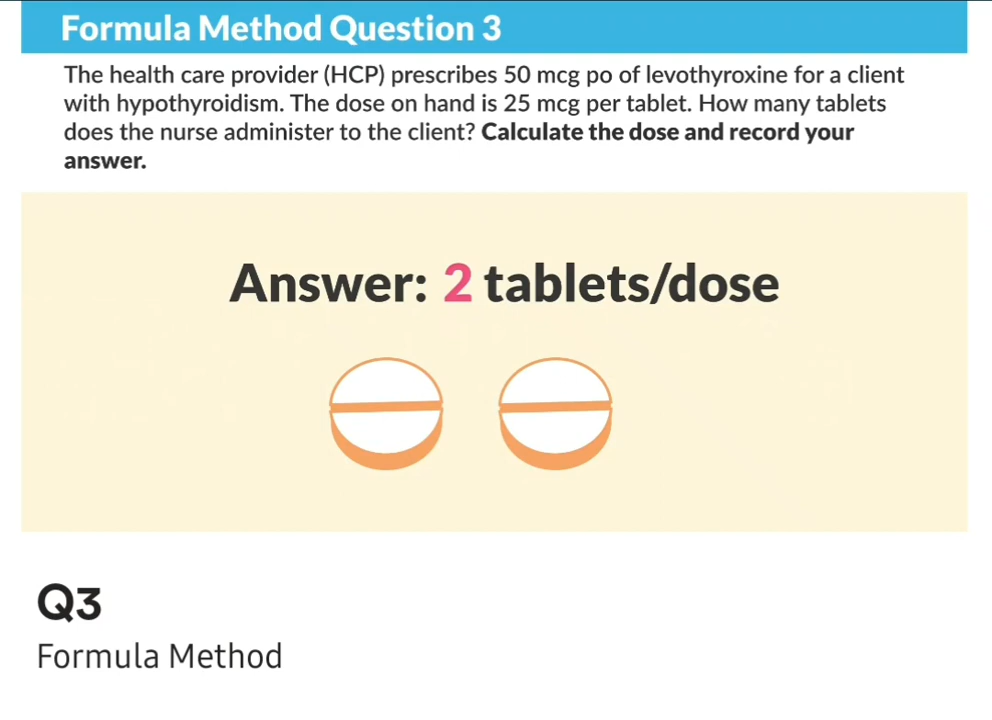 Formula Method Question 3
The health care provider (HCP) prescribes 50 mcg po of levothyroxine for a client
with hypothyroidism. The dose on hand is 25 mcg per tablet. How many tablets
does the nurse administer to the client? Calculate the dose and record your
answer.
Answer: 2 tablets/dose
Q3
Formula Method